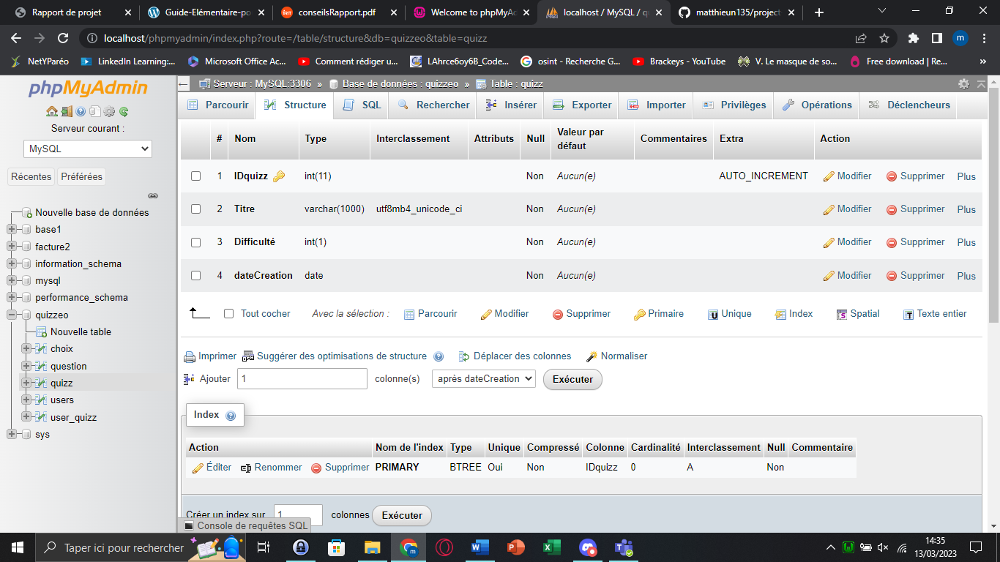 Rapport de projet
Guide-Elémentaire-po
conseilsRapport.pdf
Welcome to phpMyA
localhost / MySQL / q
matthieun135/project
localhost/phpmyadmin/index.php?route=/table/structure&db=quizzeo&table=quizz
m
NetYParéo
LinkedIn Learning:...
Microsoft Office Ac...
Comment rédiger u...
LAhrce6oy6B_Code...
osint - Recherche G...
Brackeys - YouTube
V. Le masque de so...
Free download | Re...
»
phpMyAdmin
Serveur courant :
MySQL
Récentes
Préférées
Nouvelle base de données
base1
facture2
information_schema
mysql
performance_schema
quizzeo
Nouvelle table
choix
question
quizz
users
user_quizz
sys
Serveur : MySQL:3306 » Base de données : quizzeo » Table : quizz
Parcourir Structure SQL Rechercher Insérer Exporter Importer Privilèges Opérations Déclencheurs
# Nom Type Interclassement Attributs Null Valeur par défaut Commentaires Extra Action
1 IDquizz int(11) Non Aucun(e) AUTO_INCREMENT Modifier Supprimer Plus
2 Titre varchar(1000) utf8mb4_unicode_ci Non Aucun(e) Modifier Supprimer Plus
3 Difficulté int(1) Non Aucun(e) Modifier Supprimer Plus
4 dateCreation date Non Aucun(e) Modifier Supprimer Plus
Tout cocher Avec la sélection : Parcourir Modifier Supprimer Primaire Unique Index Spatial Texte entier
Imprimer Suggérer des optimisations de structure Déplacer des colonnes Normaliser
Ajouter 1 colonne(s) après dateCreation Exécuter
Index
Action Nom de l'index Type Unique Compressé Colonne Cardinalité Interclassement Null Commentaire
Éditer Renommer Supprimer PRIMARY BTREE Oui Non IDquizz 0 A Non
Créer un index sur 1 colonnes Exécuter
Console de requêtes SQL
Taper ici pour rechercher
14:35
13/03/2023